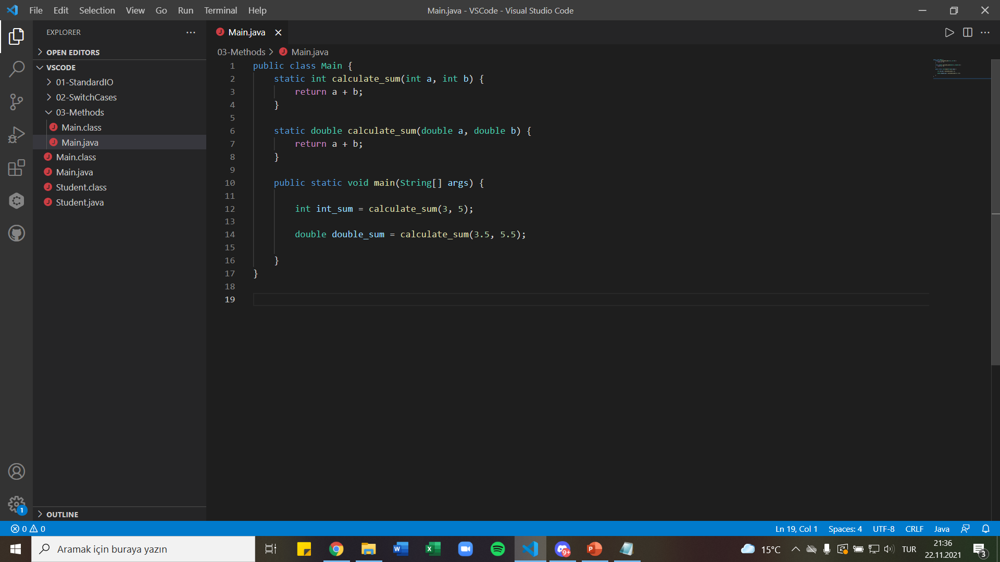 File Edit Selection View Go Run Terminal Help
Main.java - VSCode - Visual Studio Code
EXPLORER
OPEN EDITORS
VSCODE
01-StandardIO
02-SwitchCases
03-Methods
Main.class
Main.java
Main.class
Main.java
Student.class
Student.java
OUTLINE
Main.java
03-Methods > Main.java
1 public class Main {
2 static int calculate_sum(int a, int b) {
3 return a + b;
4 }
5
6 static double calculate_sum(double a, double b) {
7 return a + b;
8 }
9
10 public static void main(String[] args) {
11
12 int int_sum = calculate_sum(3, 5);
13
14 double double_sum = calculate_sum(3.5, 5.5);
15
16 }
17 }
18
19
1
0 0
Ln 19, Col 1 Spaces: 4 UTF-8 CRLF Java
Aramak için buraya yazın
9+
15°C
TUR
21:36
22.11.2021
3